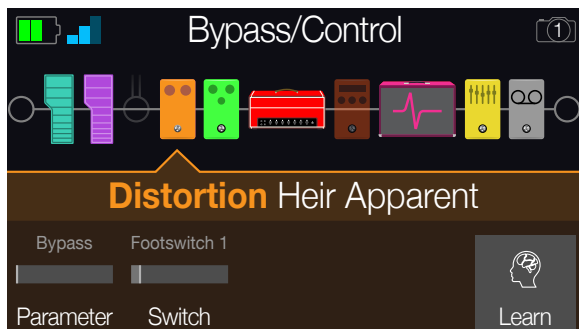 Bypass/Control
1
Distortion Heir Apparent
Bypass Footswitch 1
Parameter Switch Learn